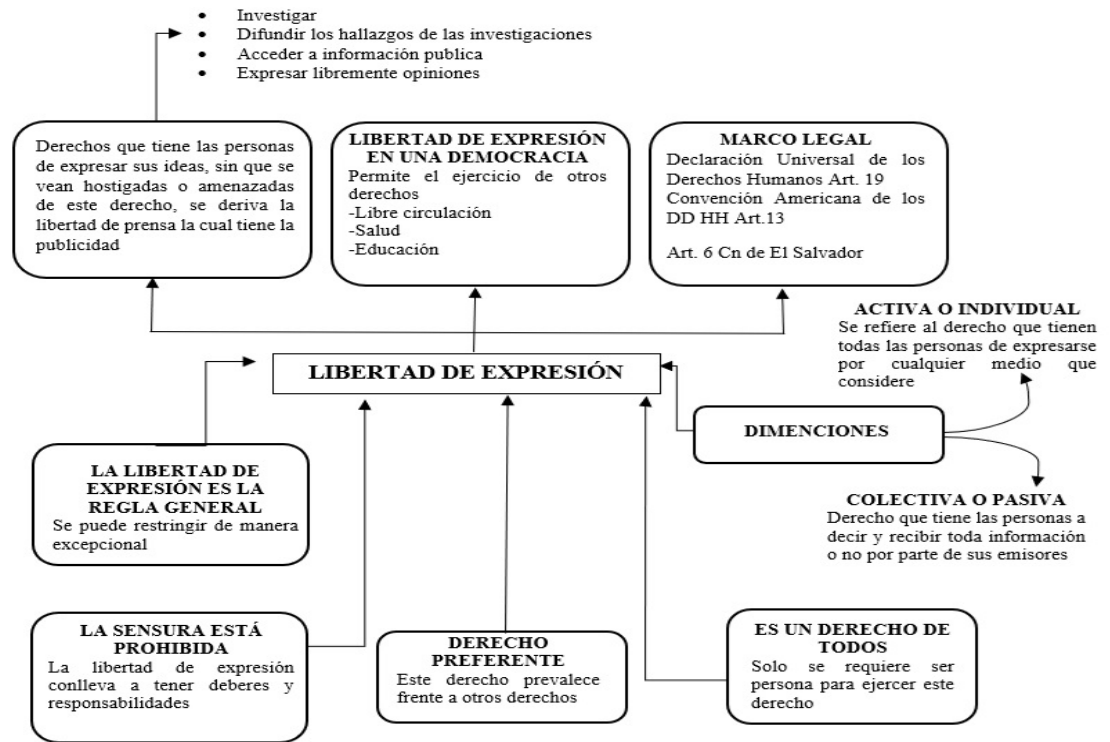 • Investigar
• Difundir los hallazgos de las investigaciones
• Acceder a información publica
• Expresar libremente opiniones
Derechos que tiene las personas
de expresar sus ideas, sin que se
vean hostigadas o amenazadas
de este derecho, se deriva la
libertad de prensa la cual tiene la
publicidad
LIBERTAD DE EXPRESIÓN
EN UNA DEMOCRACIA
Permite el ejercicio de otros
derechos
-Libre circulación
-Salud
-Educación
MARCO LEGAL
Declaración Universal de los
Derechos Humanos Art. 19
Convención Americana de los
DD HH Art.13
Art. 6 Cn de El Salvador
ACTIVA O INDIVIDUAL
Se refiere al derecho que tienen
todas las personas de expresarse
por cualquier medio que
considere
LIBERTAD DE EXPRESIÓN
DIMENCIONES
LA LIBERTAD DE
EXPRESIÓN ES LA
REGLA GENERAL
Se puede restringir de manera
excepcional
COLECTIVA O PASIVA
Derecho que tiene las personas a
decir y recibir toda información
o no por parte de sus emisores
LA SENSURA ESTÁ
PROHIBIDA
La libertad de expresión
conlleva a tener deberes y
responsabilidades
DERECHO
PREFERENTE
Este derecho prevalece
frente a otros derechos
ES UN DERECHO DE
TODOS
Solo se requiere ser
persona para ejercer este
derecho